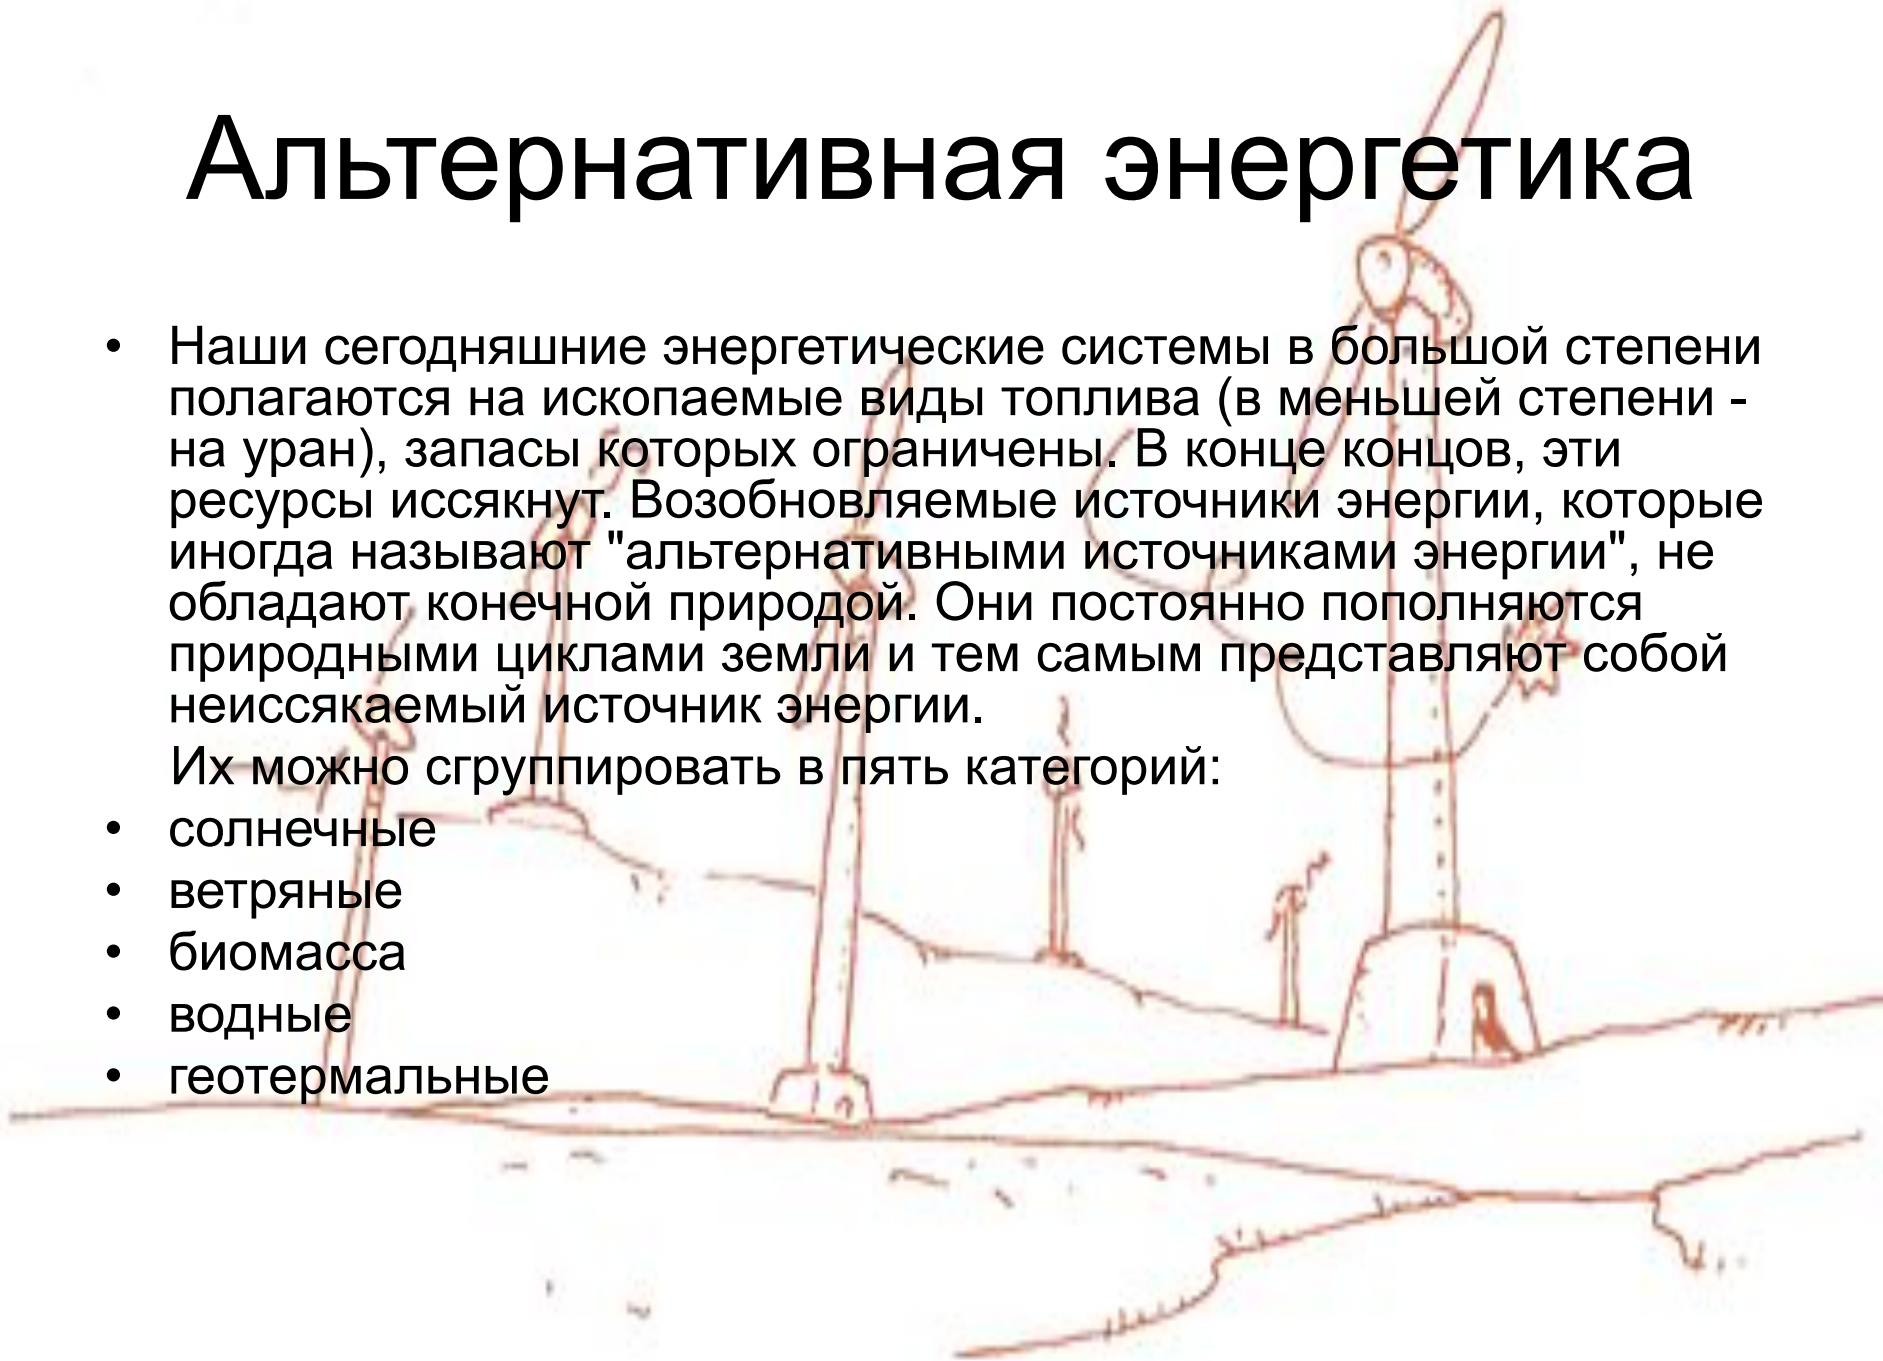 Альтернативная энергетика
• Наши сегодняшние энергетические системы в большой степени
полагаются на ископаемые виды топлива (в меньшей степени -
на уран), запасы которых ограничены. В конце концов, эти
ресурсы иссякнут. Возобновляемые источники энергии, которые
иногда называют "альтернативными источниками энергии", не
обладают конечной природой. Они постоянно пополняются
природными циклами земли и тем самым представляют собой
неиссякаемый источник энергии.
Их можно сгруппировать в пять категорий:
• солнечные
• ветряные
• биомасса
• водные
• геотермальные